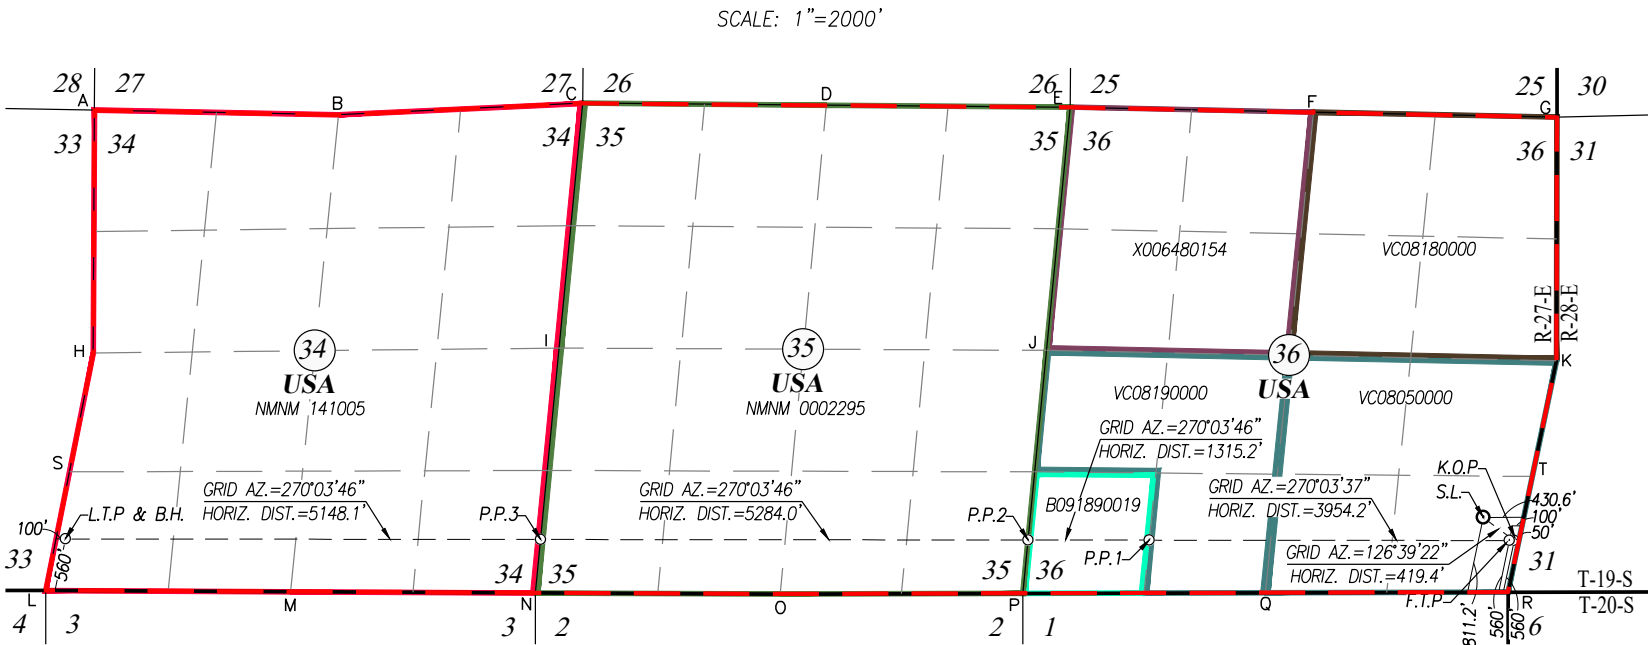 SCALE: 1"=2000'
28 27 27 26 26 25 25 30
A B C D E F G
33 34 34 35 35 36 36 31
X006480154 VC08180000
R-27-E
R-28-E
H 34 I 35 J 36 K
USA USA USA
NMNM 141005 NMNM 0002295 VC08190000 VC08050000
GRID AZ.=270°03'46"
HORIZ. DIST.=1315.2'
S T
K.O.P
S.L.
GRID AZ.=270°03'46"
HORIZ. DIST.=5148.1'
GRID AZ.=270°03'46"
HORIZ. DIST.=5284.0'
GRID AZ.=270°03'37"
HORIZ. DIST.=3954.2'
B091890019
430.6'
100'
50'
100' L.T.P & B.H. P.P.3 P.P.2 P.P.1
GRID AZ.=126°39'22"
HORIZ. DIST.=419.4'
33 560' 34 35 35 36 31
F.T.P
T-19-S
T-20-S
L M N O P Q R
4 3 3 2 2 1 6
560'
560'